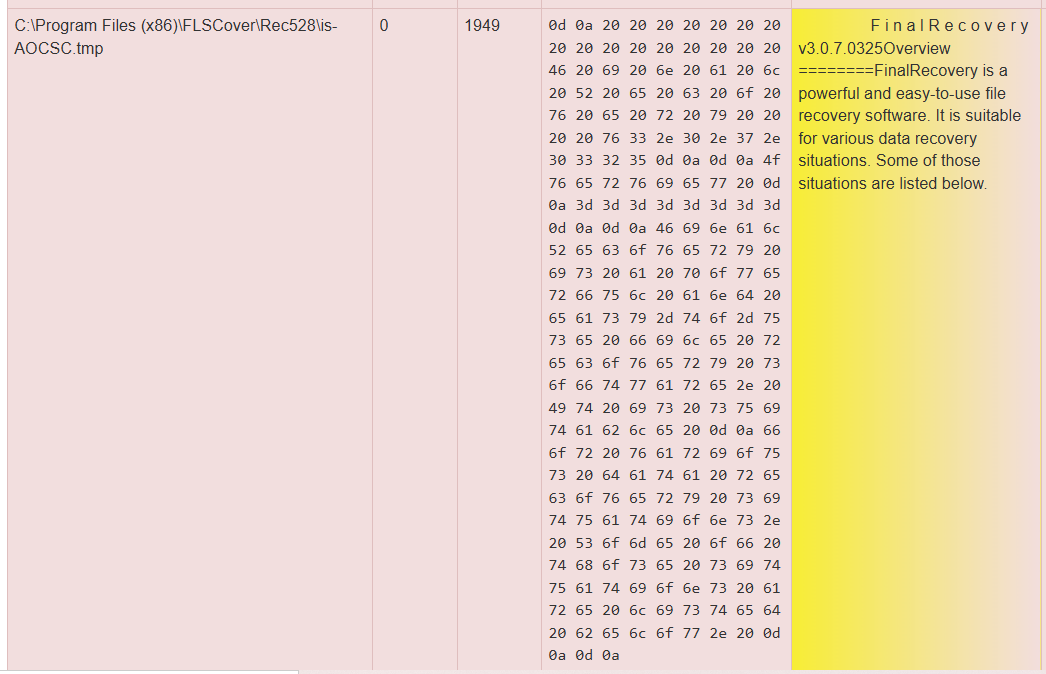 C:\Program Files (x86)\FLSCover\Rec528\is-
AOCSC.tmp
0
1949
0d 0a 20 20 20 20 20 20 20
20 20 20 20 20 20 20 20 20
46 20 69 20 6e 20 61 20 6c
20 52 20 65 20 63 20 6f 20
76 20 65 20 72 20 79 20 20
20 20 76 33 2e 30 2e 37 2e
30 33 32 35 0d 0a 0d 0a 4f
76 65 72 76 69 65 77 20 0d
0a 3d 3d 3d 3d 3d 3d 3d 3d
0d 0a 0d 0a 46 69 6e 61 6c
52 65 63 6f 76 65 72 79 20
69 73 20 61 20 70 6f 77 65
72 66 75 6c 20 61 6e 64 20
65 61 73 79 2d 74 6f 2d 75
73 65 20 66 69 6c 65 20 72
65 63 6f 76 65 72 79 20 73
6f 66 74 77 61 72 65 2e 20
49 74 20 69 73 20 73 75 69
74 61 62 6c 65 20 0d 0a 66
6f 72 20 76 61 72 69 6f 75
73 20 64 61 74 61 20 72 65
63 6f 76 65 72 79 20 73 69
74 75 61 74 69 6f 6e 73 2e
20 53 6f 6d 65 20 6f 66 20
74 68 6f 73 65 20 73 69 74
75 61 74 69 6f 6e 73 20 61
72 65 20 6c 69 73 74 65 64
20 62 65 6c 6f 77 2e 20 0d
0a 0d 0a
F i n a l R e c o v e r y
v3.0.7.0325Overview
========FinalRecovery is a
powerful and easy-to-use file
recovery software. It is suitable
for various data recovery
situations. Some of those
situations are listed below.